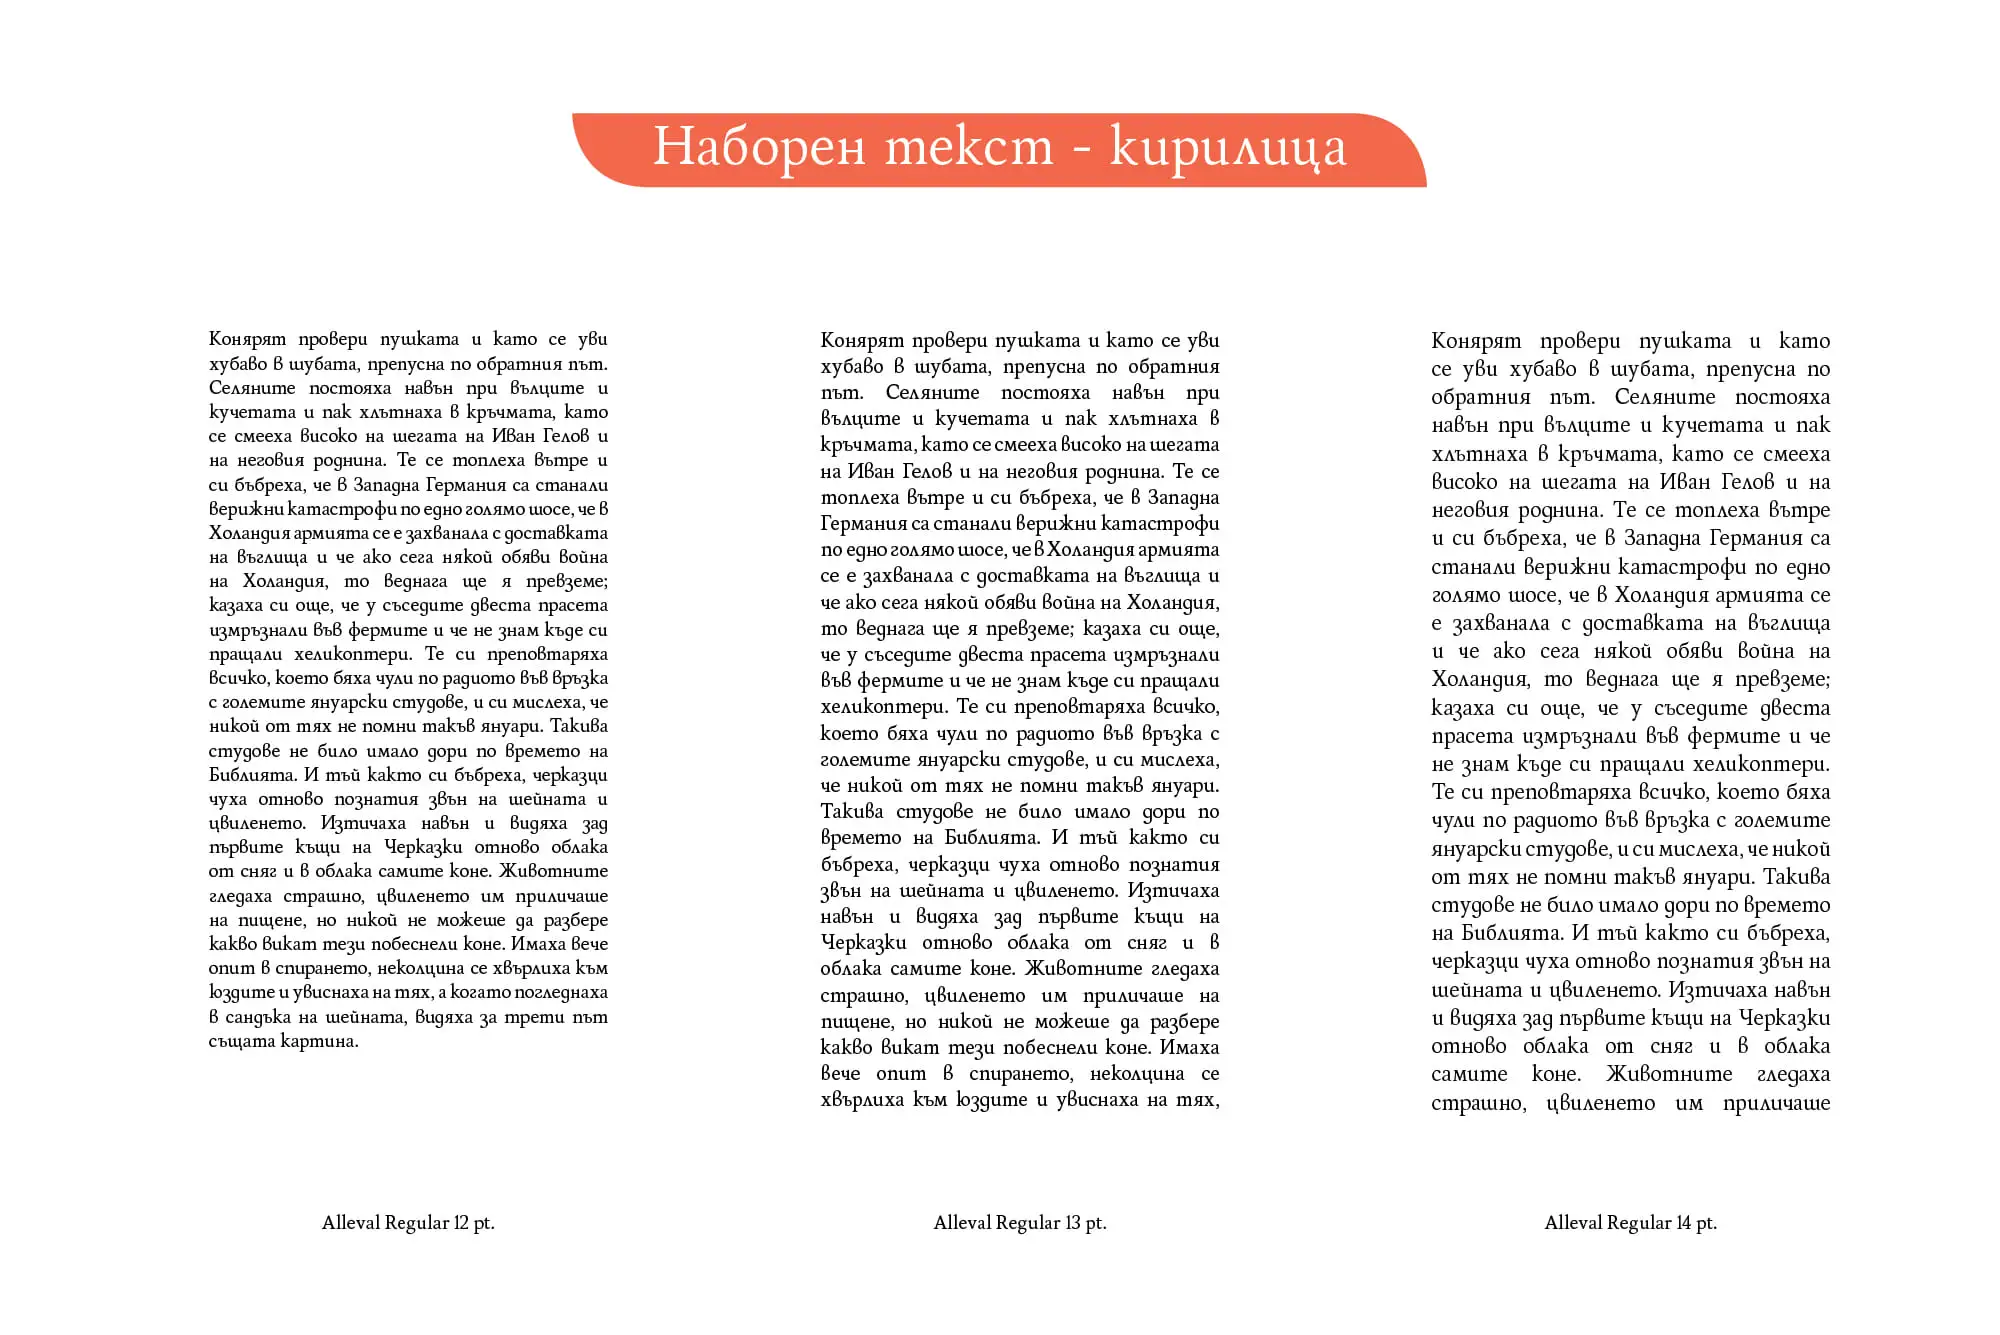 Наборен текст - кирилица
Конярят провери пушката и като се уви
хубаво в шубата, препусна по обратния път.
Селяните постояха навън при вълците и
кучетата и пак хлътнаха в кръчмата, като
се смееха високо на шегата на Иван Гелов и
на неговия роднина. Те се топлеха вътре и
си бъбреха, че в Западна Германия са станали
верижни катастрофи по едно голямо шосе, че в
Холандия армията се е захванала с доставката
на въглища и че ако сега някой обяви война
на Холандия, то веднага ще я превземе;
казаха си още, че у съседите двеста прасета
измръзнали във фермите и че не знам къде си
пращали хеликоптери. Те си преповтаряха
всичко, което бяха чули по радиото във връзка
с големите януарски студове, и си мислеха, че
никой от тях не помни такъв януари. Такива
студове не било имало дори по времето на
Библията. И тъй както си бъбреха, черказци
чуха отново познатия звън на шейната и
цвиленето. Изтичаха навън и видяха зад
първите къщи на Черказки отново облака
от сняг и в облака самите коне. Животните
гледаха страшно, цвиленето им приличаше
на пищене, но никой не можеше да разбере
какво викат тези побеснели коне. Имаха вече
опит в спирането, неколцина се хвърлиха към
юздите и увиснаха на тях, а когато погледнаха
в сандъка на шейната, видяха за трети път
същата картина.
Alleval Regular 12 pt.
Конярят провери пушката и като се уви
хубаво в шубата, препусна по обратния
път. Селяните постояха навън при
вълците и кучетата и пак хлътнаха в
кръчмата, като се смееха високо на шегата
на Иван Гелов и на неговия роднина. Те се
топлеха вътре и си бъбреха, че в Западна
Германия са станали верижни катастрофи
по едно голямо шосе, че в Холандия армията
се е захванала с доставката на въглища и
че ако сега някой обяви война на Холандия,
то веднага ще я превземе; казаха си още,
че у съседите двеста прасета измръзнали
във фермите и че не знам къде си пращали
хеликоптери. Те си преповтаряха всичко,
което бяха чули по радиото във връзка с
големите януарски студове, и си мислеха,
че никой от тях не помни такъв януари.
Такива студове не било имало дори по
времето на Библията. И тъй както си
бъбреха, черказци чуха отново познатия
звън на шейната и цвиленето. Изтичаха
навън и видяха зад първите къщи на
Черказки отново облака от сняг и в
облака самите коне. Животните гледаха
страшно, цвиленето им приличаше на
пищене, но никой не можеше да разбере
какво викат тези побеснели коне. Имаха
вече опит в спирането, неколцина се
хвърлиха към юздите и увиснаха на тях,
Alleval Regular 13 pt.
Конярят провери пушката и като
се уви хубаво в шубата, препусна по
обратния път. Селяните постояха
навън при вълците и кучетата и пак
хлътнаха в кръчмата, като се смееха
високо на шегата на Иван Гелов и на
неговия роднина. Те се топлеха вътре
и си бъбреха, че в Западна Германия са
станали верижни катастрофи по едно
голямо шосе, че в Холандия армията се
е захванала с доставката на въглища
и че ако сега някой обяви война на
Холандия, то веднага ще я превземе;
казаха си още, че у съседите двеста
прасета измръзнали във фермите и че
не знам къде си пращали хеликоптери.
Те си преповтаряха всичко, което бяха
чули по радиото във връзка с големите
януарски студове, и си мислеха, че никой
от тях не помни такъв януари. Такива
студове не било имало дори по времето
на Библията. И тъй както си бъбреха,
черказци чуха отново познатия звън на
шейната и цвиленето. Изтичаха навън
и видяха зад първите къщи на Черказки
отново облака от сняг и в облака
самите коне. Животните гледаха
страшно, цвиленето им приличаше
Alleval Regular 14 pt.